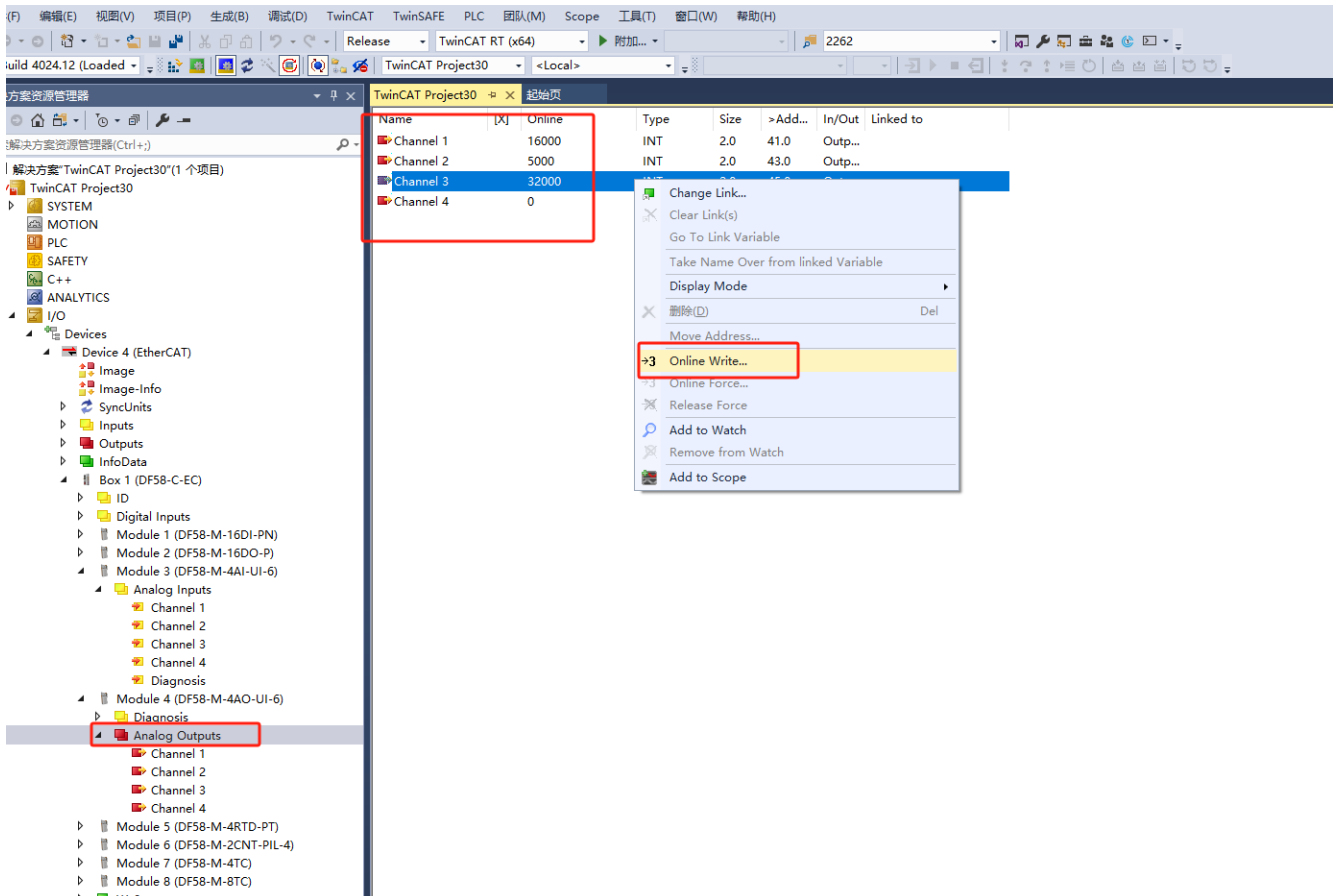 (F) 编辑(E) 视图(V) 项目(P) 生成(B) 调试(D) TwinCAT TwinSAFE PLC 团队(M) Scope 工具(T) 窗口(W) 帮助(H)
Release TwinCAT RT (x64) 附加... 2262
Build 4024.12 (Loaded TwinCAT Project30 <Local>
方案资源管理器
TwinCAT Project30 起始页
解决方案资源管理器(Ctrl+;)
解决方案"TwinCAT Project30"(1 个项目)
TwinCAT Project30
SYSTEM
MOTION
PLC
SAFETY
C++
ANALYTICS
I/O
Devices
Device 4 (EtherCAT)
Image
Image-Info
SyncUnits
Inputs
Outputs
InfoData
Box 1 (DF58-C-EC)
ID
Digital Inputs
Module 1 (DF58-M-16DI-PN)
Module 2 (DF58-M-16DO-P)
Module 3 (DF58-M-4AI-UI-6)
Analog Inputs
Channel 1
Channel 2
Channel 3
Channel 4
Diagnosis
Module 4 (DF58-M-4AO-UI-6)
Diagnosis
Analog Outputs
Channel 1
Channel 2
Channel 3
Channel 4
Module 5 (DF58-M-4RTD-PT)
Module 6 (DF58-M-2CNT-PIL-4)
Module 7 (DF58-M-4TC)
Module 8 (DF58-M-8TC)
Name [X] Online Type Size >Add... In/Out Linked to
Channel 1 16000 INT 2.0 41.0 Outp...
Channel 2 5000 INT 2.0 43.0 Outp...
Channel 3 32000
Channel 4 0
Change Link...
Clear Link(s)
Go To Link Variable
Take Name Over from linked Variable
Display Mode
删除(D) Del
Move Address...
→3 Online Write...
→3 Online Force...
Release Force
Add to Watch
Remove from Watch
Add to Scope